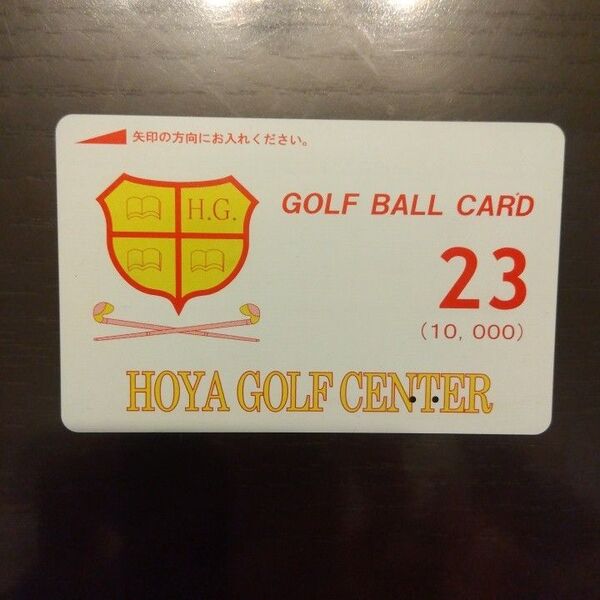 矢印の方向にお入れください。
H.G.
GOLF BALL CARD
23
(10, 000)
HOYA GOLF CENTER